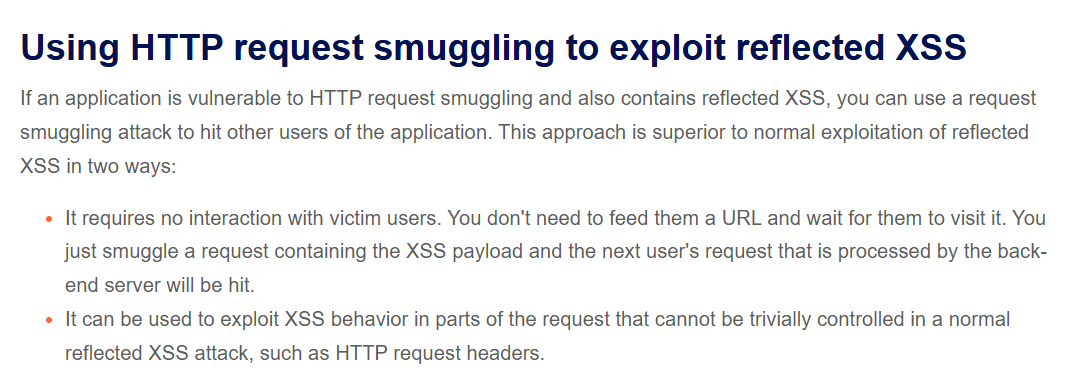 Using HTTP request smuggling to exploit reflected XSS
If an application is vulnerable to HTTP request smuggling and also contains reflected XSS, you can use a request
smuggling attack to hit other users of the application. This approach is superior to normal exploitation of reflected
XSS in two ways:
• It requires no interaction with victim users. You don't need to feed them a URL and wait for them to visit it. You
just smuggle a request containing the XSS payload and the next user's request that is processed by the back-
end server will be hit.
• It can be used to exploit XSS behavior in parts of the request that cannot be trivially controlled in a normal
reflected XSS attack, such as HTTP request headers.